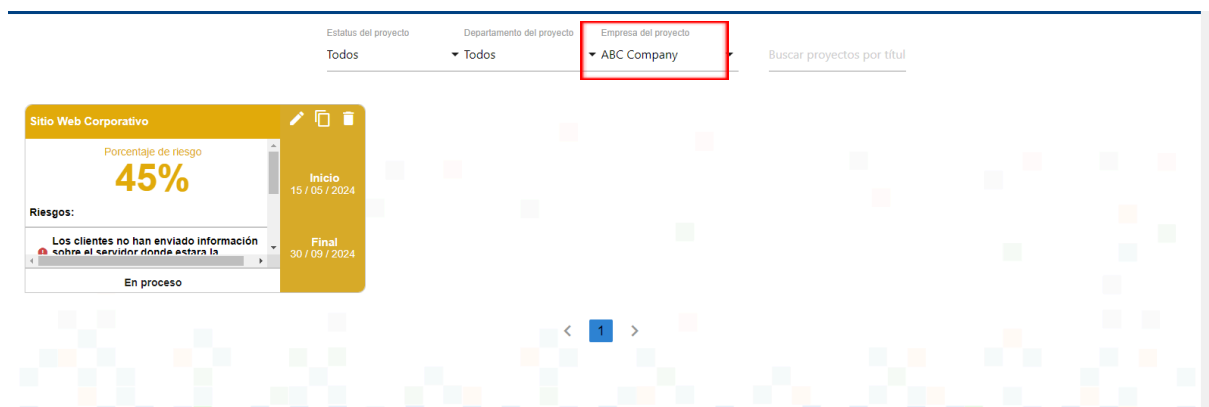 Estatus del proyecto
Departamento del proyecto
Empresa del proyecto
Todos
Todos
ABC Company
Buscar proyectos por títul
Sitio Web Corporativo
Porcentaje de riesgo
45%
Inicio
15 / 05 / 2024
Riesgos:
Los clientes no han enviado información
sobre el servidor donde estara la
Final
30 / 09 / 2024
En proceso
1